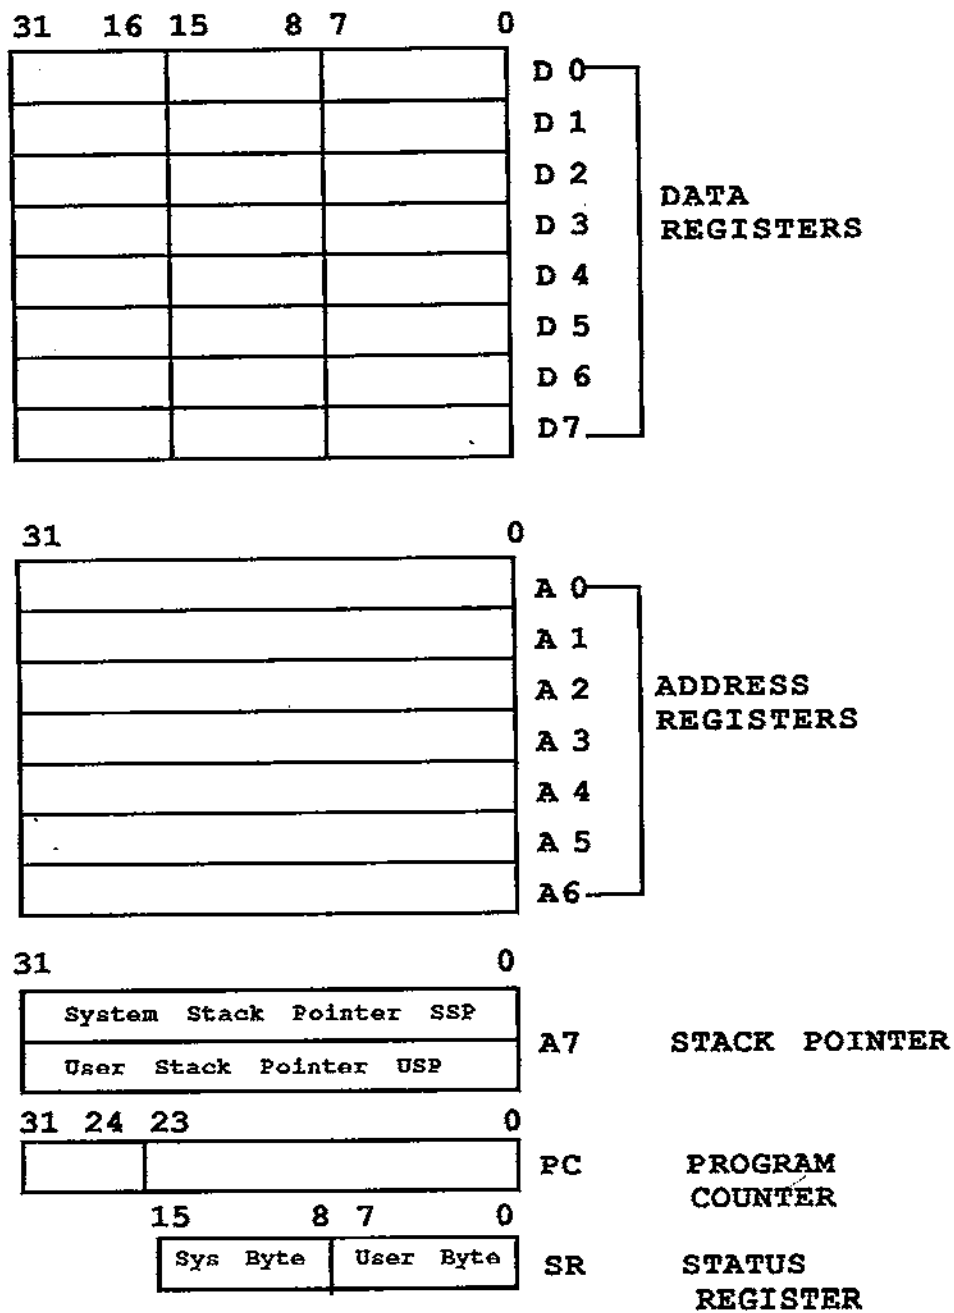 31 16 15 8 7 0
D 0
D 1
D 2
DATA
D 3
REGISTERS
D 4
D 5
D 6
D7
31 0
A 0
A 1
A 2
ADDRESS
REGISTERS
A 3
A 4
A 5
A6
31 0
System Stack Pointer SSP
A7 STACK POINTER
User Stack Pointer USP
31 24 23 0
PC PROGRAM
COUNTER
15 8 7 0
Sys Byte User Byte SR STATUS
REGISTER